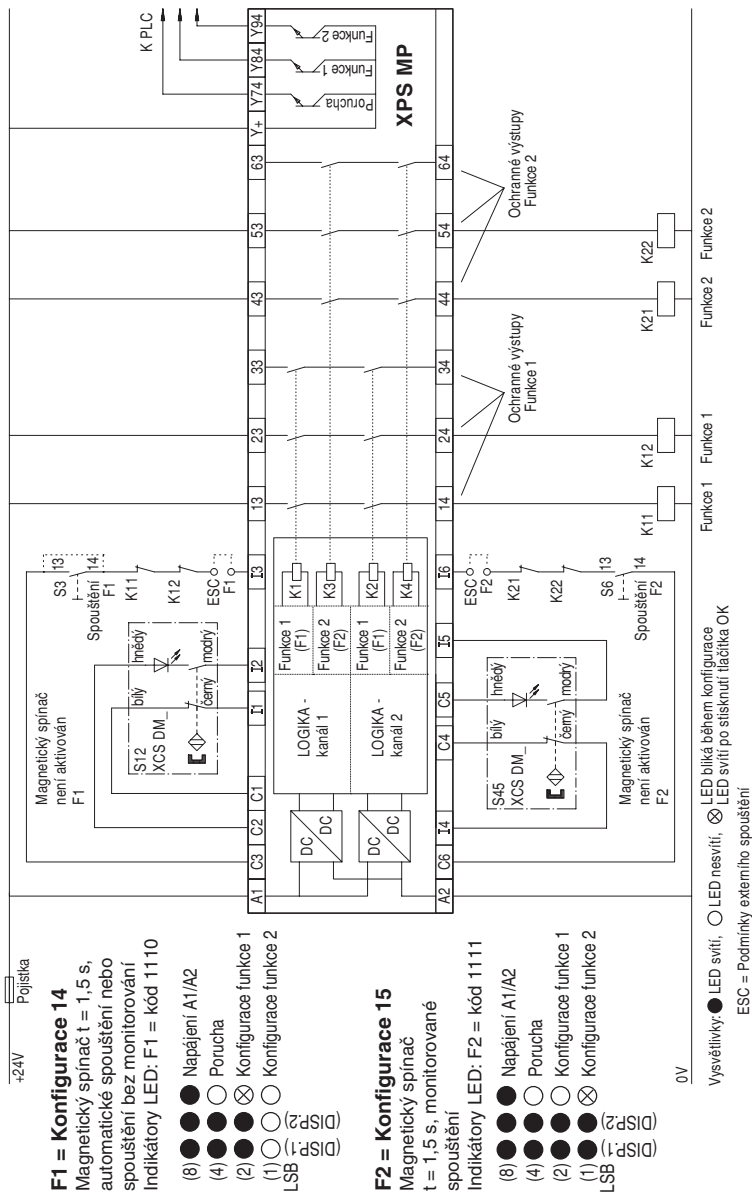 +24V
Pojistka
F1 = Konfigurace 14
Magnetický spínač t = 1,5 s,
automatické spouštění nebo
spouštění bez monitorování
Indikátory LED: F1 = kód 1110
(8) Napájení A1/A2
(4) Porucha
(2) Konfigurace funkce 1
(1) Konfigurace funkce 2
LSB
(DISP.1)
(DISP.2)
F2 = Konfigurace 15
Magnetický spínač
t = 1,5 s, monitorované
spouštění
Indikátory LED: F2 = kód 1111
(8) Napájení A1/A2
(4) Porucha
(2) Konfigurace funkce 1
(1) Konfigurace funkce 2
LSB
(DISP.1)
(DISP.2)
0V
Magnetický spínač
není aktivován
F1
S12
XCS DM_
bílý
hnědý
černý
modrý
S3
13
14
Spouštění
F1
K11
K12
ESC
F1
K PLC
A1
C3
C2
C1
I1
I2
I3
13
23
33
43
53
63
Y+
Y74
Y84
Y94
DC
DC
DC
DC
LOGIKA -
kanál 1
LOGIKA -
kanál 2
Funkce 1
(F1)
Funkce 2
(F2)
Funkce 1
(F1)
Funkce 2
(F2)
K1
K3
K2
K4
Porucha
Funkce 1
Funkce 2
XPS MP
A2
C6
I4
C4
C5
I5
I6
14
24
34
44
54
64
S45
XCS DM_
bílý
hnědý
černý
modrý
Magnetický spínač
není aktivován
F2
ESC
F2
K21
K22
S6
13
14
Spouštění
F2
Ochranné výstupy
Funkce 1
Ochranné výstupy
Funkce 2
K11
Funkce 1
K12
Funkce 1
K21
Funkce 2
K22
Funkce 2
Vysvětlivky: LED svítí, LED nesvítí, LED bliká během konfigurace
LED svítí po stisknutí tlačítka OK
ESC = Podmínky externího spouštění